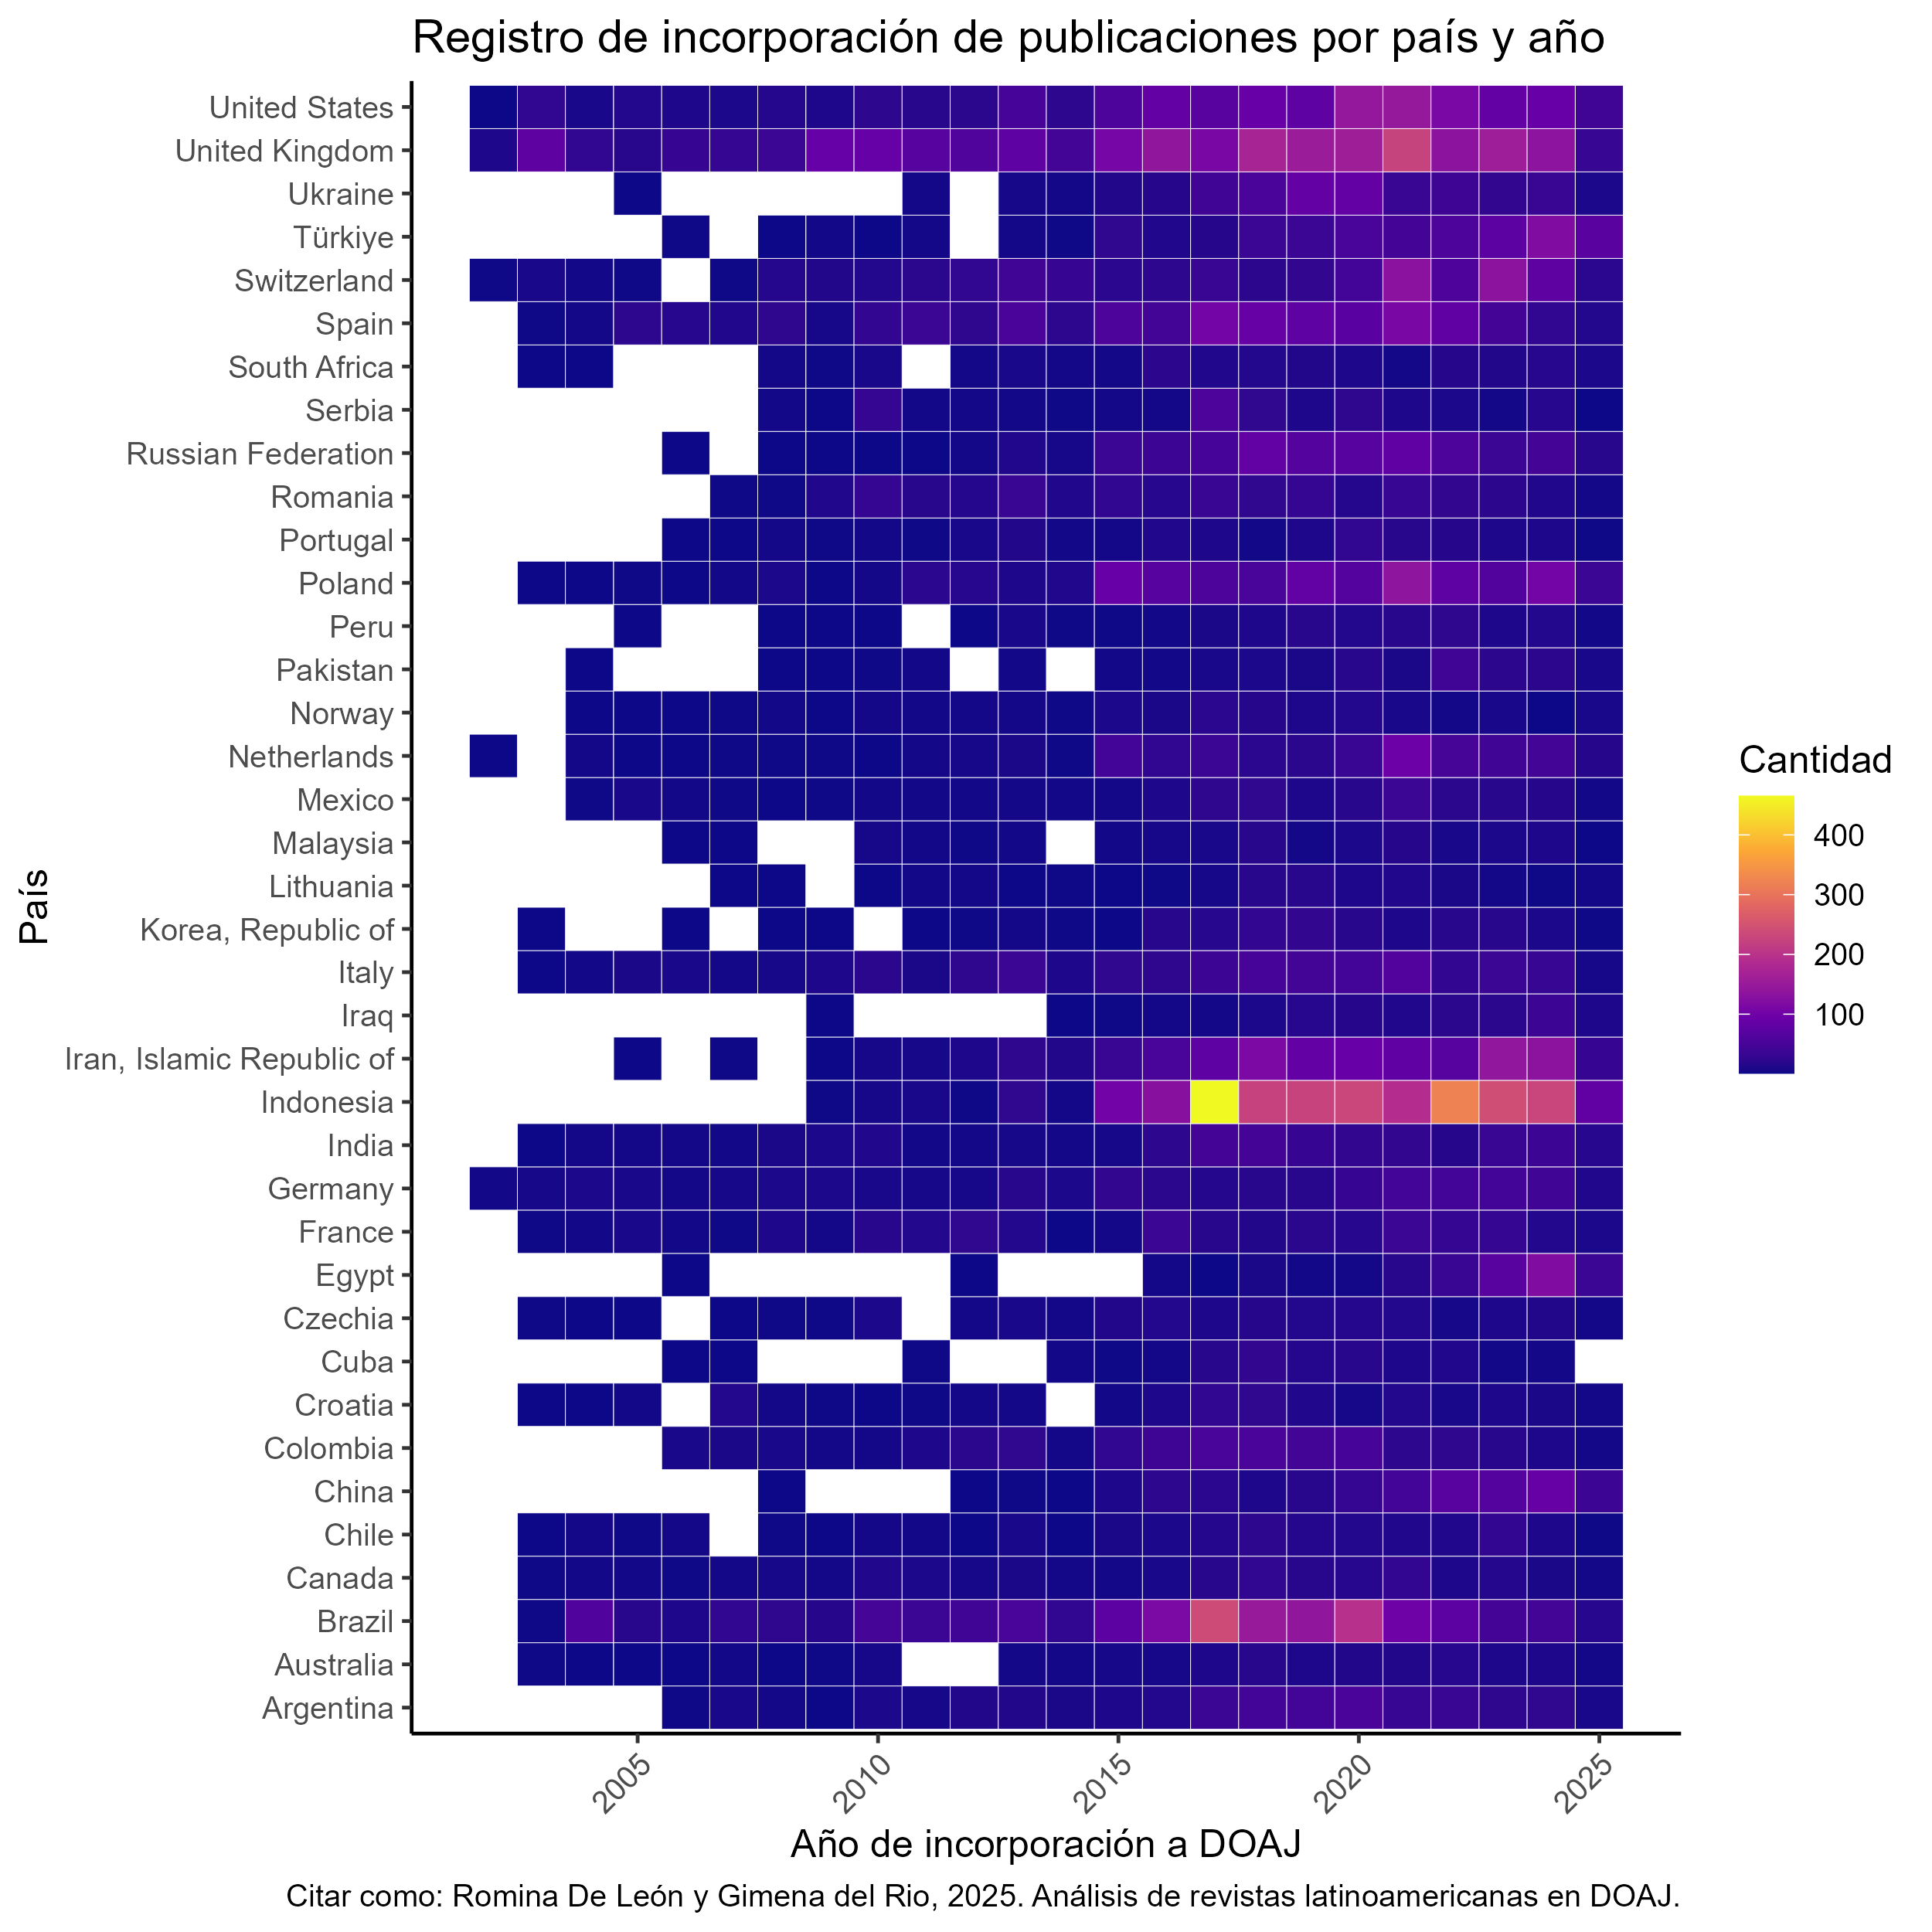 Registro de incorporación de publicaciones por país y año
País
United States
United Kingdom
Ukraine
Türkiye
Switzerland
Spain
South Africa
Serbia
Russian Federation
Romania
Portugal
Poland
Peru
Pakistan
Norway
Netherlands
Mexico
Malaysia
Lithuania
Korea, Republic of
Italy
Iraq
Iran, Islamic Republic of
Indonesia
India
Germany
France
Egypt
Czechia
Cuba
Croatia
Colombia
China
Chile
Canada
Brazil
Australia
Argentina
2005
2010
2015
2020
2025
Año de incorporación a DOAJ
Cantidad
400
300
200
100
Citar como: Romina De León y Gimena del Rio, 2025. Análisis de revistas latinoamericanas en DOAJ.